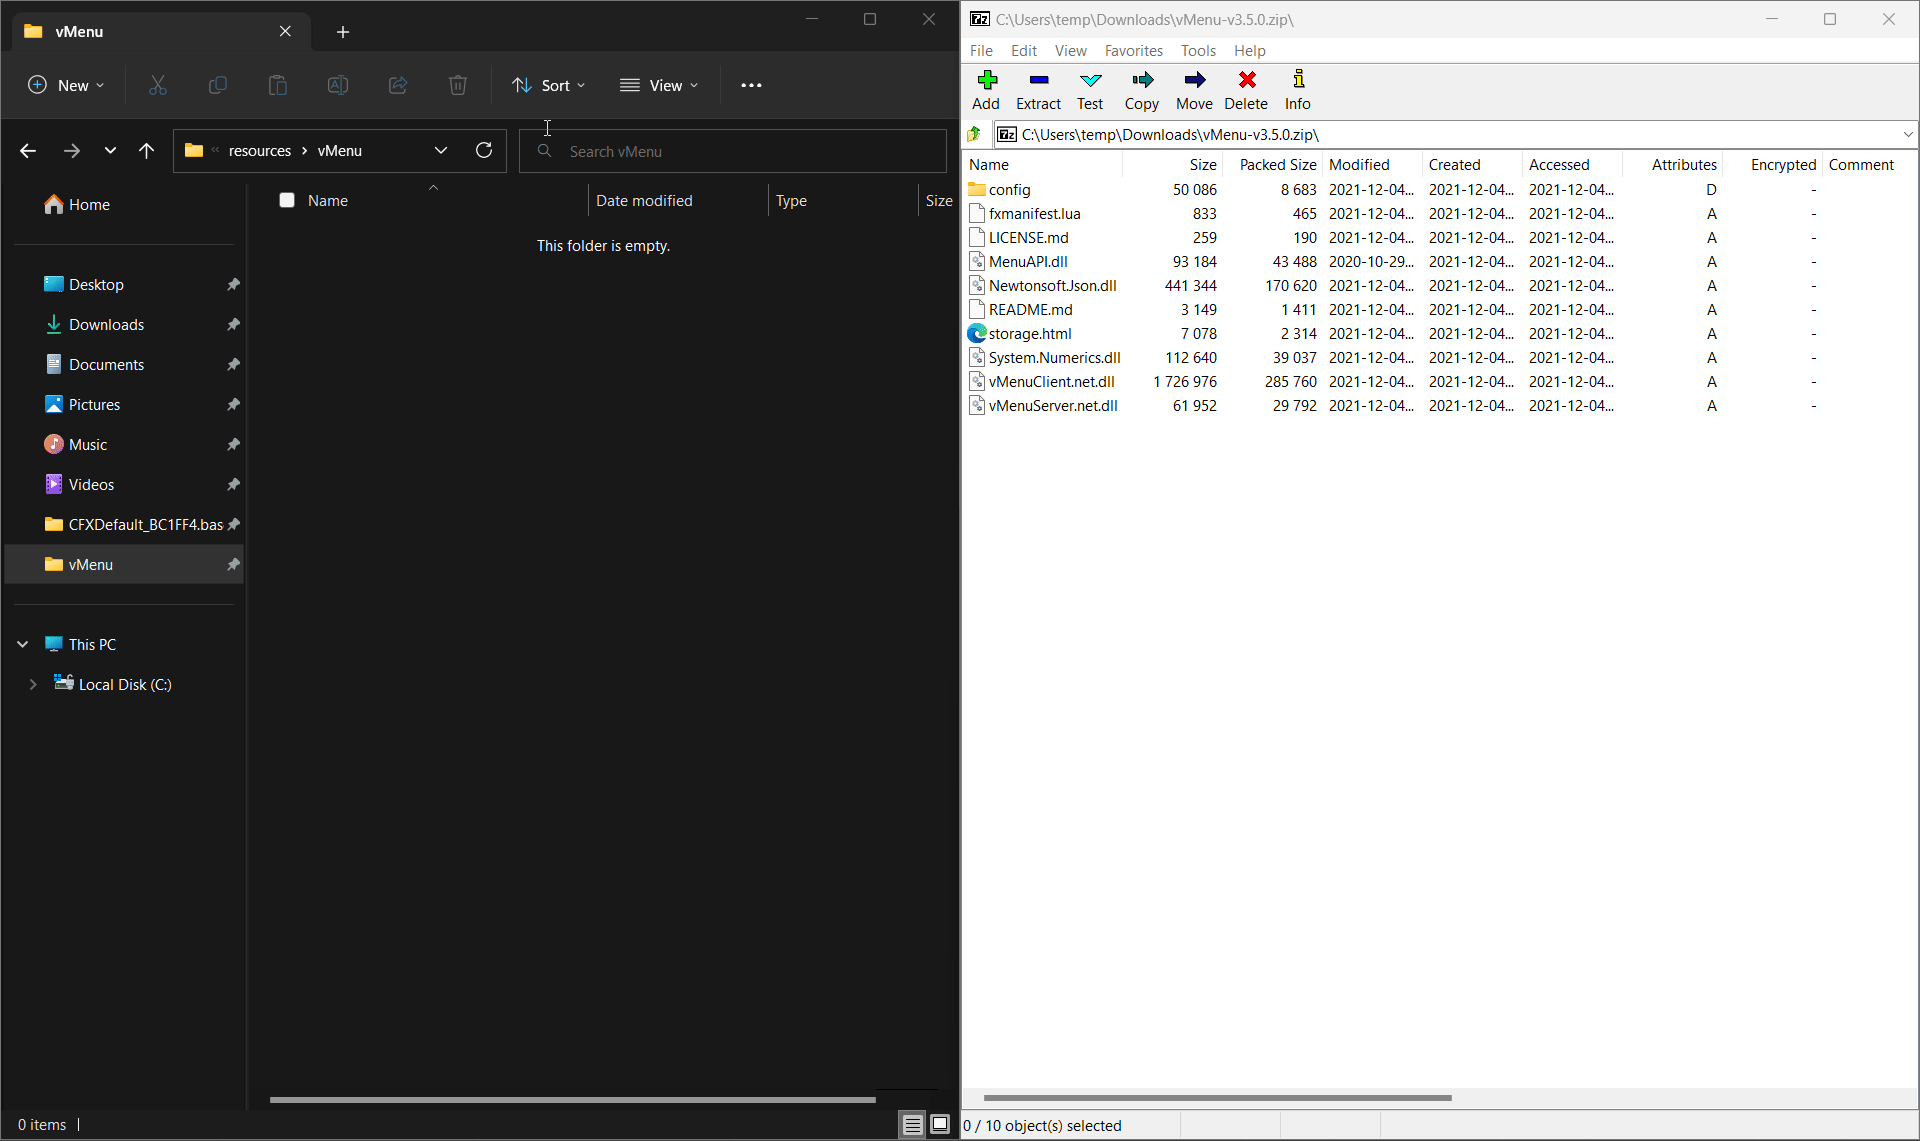 vMenu
New
Sort
View
resources > vMenu
Search vMenu
Home
Desktop
Downloads
Documents
Pictures
Music
Videos
CFXDefault_BC1FF4.bas
vMenu
This PC
Local Disk (C:)
Name Date modified Type Size
This folder is empty.
0 items
C:\Users\temp\Downloads\vMenu-v3.5.0.zip\
File Edit View Favorites Tools Help
Add Extract Test Copy Move Delete Info
C:\Users\temp\Downloads\vMenu-v3.5.0.zip\
Name Size Packed Size Modified Created Accessed Attributes Encrypted Comment
config 50 086 8 683 2021-12-04... 2021-12-04... 2021-12-04... D -
fxmanifest.lua 833 465 2021-12-04... 2021-12-04... 2021-12-04... A -
LICENSE.md 259 190 2021-12-04... 2021-12-04... 2021-12-04... A -
MenuAPI.dll 93 184 43 488 2020-10-29... 2021-12-04... 2021-12-04... A -
Newtonsoft.Json.dll 441 344 170 620 2021-12-04... 2021-12-04... 2021-12-04... A -
README.md 3 149 1 411 2021-12-04... 2021-12-04... 2021-12-04... A -
storage.html 7 078 2 314 2021-12-04... 2021-12-04... 2021-12-04... A -
System.Numerics.dll 112 640 39 037 2021-12-04... 2021-12-04... 2021-12-04... A -
vMenuClient.net.dll 1 726 976 285 760 2021-12-04... 2021-12-04... 2021-12-04... A -
vMenuServer.net.dll 61 952 29 792 2021-12-04... 2021-12-04... 2021-12-04... A -
0 / 10 object(s) selected